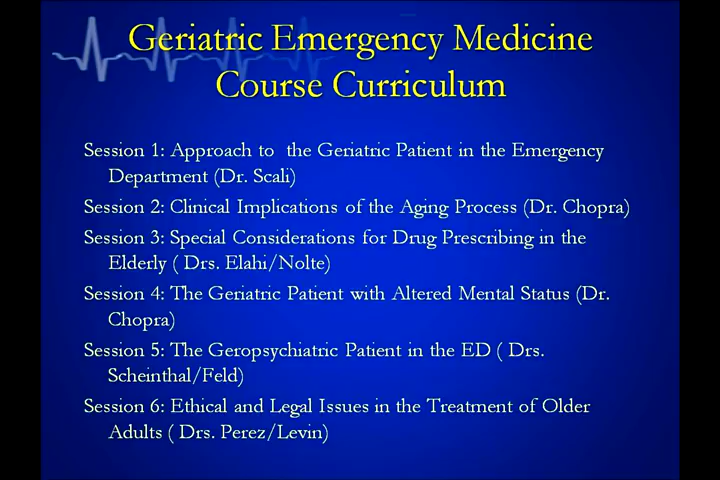 Geriatric Emergency Medicine
Course Curriculum
Session 1: Approach to  the Geriatric Patient in the Emergency
Department (Dr. Scali)
Session 2: Clinical Implications of the Aging Process (Dr. Chopra)
Session 3: Special Considerations for Drug Prescribing in the
Elderly ( Drs. Elahi/Nolte)
Session 4: The Geriatric Patient with Altered Mental Status (Dr.
Chopra)
Session 5: The Geropsychiatric Patient in the ED ( Drs.
Scheinthal/Feld)
Session 6: Ethical and Legal Issues in the Treatment of Older
Adults ( Drs. Perez/Levin)